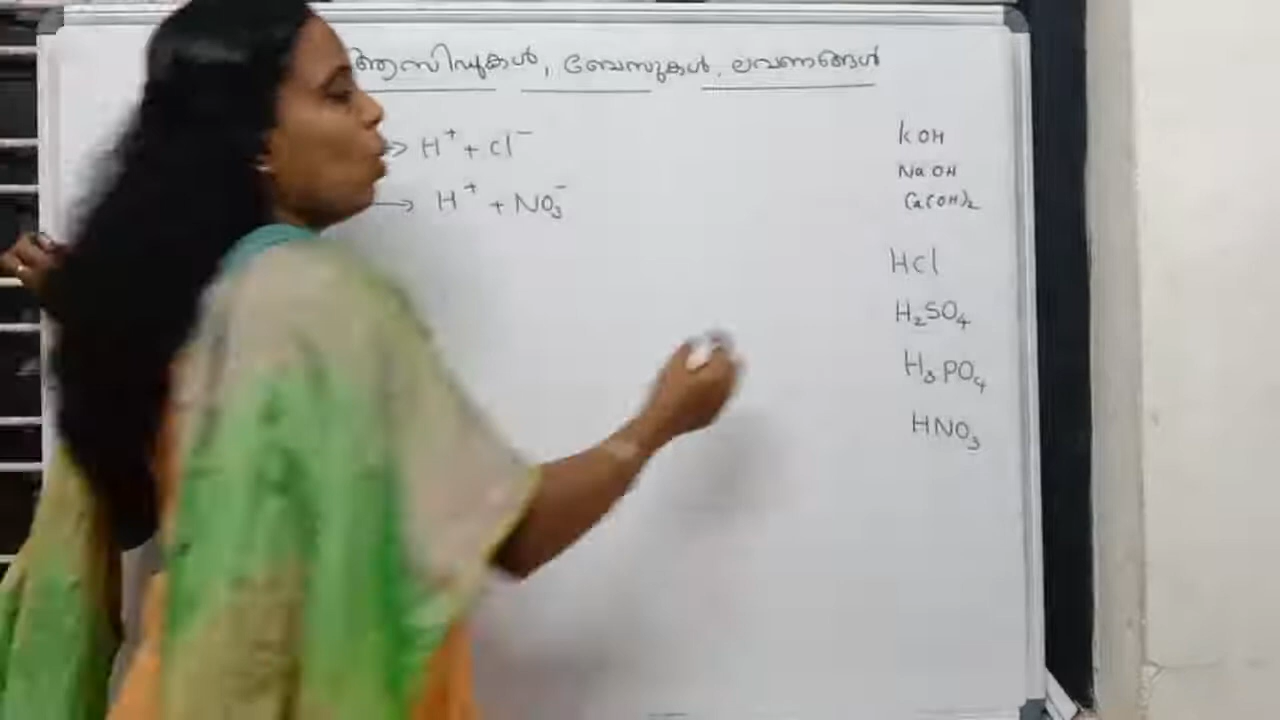 ആസിഡുകൾ, ബേസുകൾ, ലവണങ്ങൾ
→ H⁺ + Cl⁻
→ H⁺ + NO₃⁻
KOH
NaOH
Ca(OH)₂
HCl
H₂SO₄
H₃PO₄
HNO₃